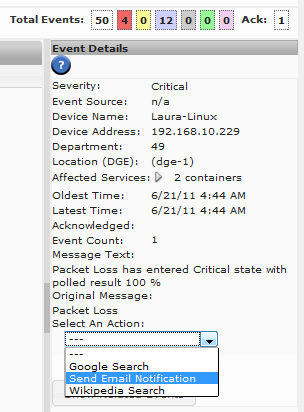 Total Events: 50 4 0 12 0 0 0 Ack: 1
Event Details
?
Severity: Critical
Event Source: n/a
Device Name: Laura-Linux
Device Address: 192.168.10.229
Department: 49
Location (DGE): (dge-1)
Affected Services: 2 containers
Oldest Time: 6/21/11 4:44 AM
Latest Time: 6/21/11 4:44 AM
Acknowledged:
Event Count: 1
Message Text:
Packet Loss has entered Critical state with
polled result 100 %
Original Message:
Packet Loss
Select An Action:
---
---
Google Search
Send Email Notification
Wikipedia Search